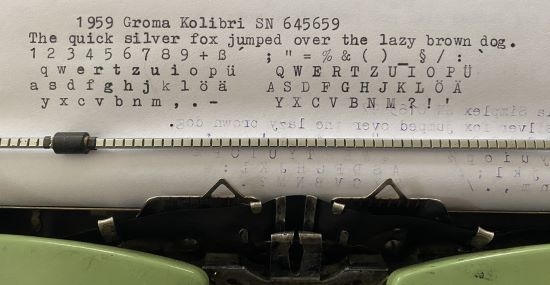 1959 Groma Kolibri SN 645659
The quick silver fox jumped over the lazy brown dog.
1 2 3 4 5 6 7 8 9 + ß ´ ; " = % & ( ) _ § / : `
q w e r t z u i o p ü Q W E R T Z U I O P Ü
a s d f g h j k l ö ä A S D F G H J K L Ö Ä
y x c v b n m , . - Y X C V B N M ? ! '